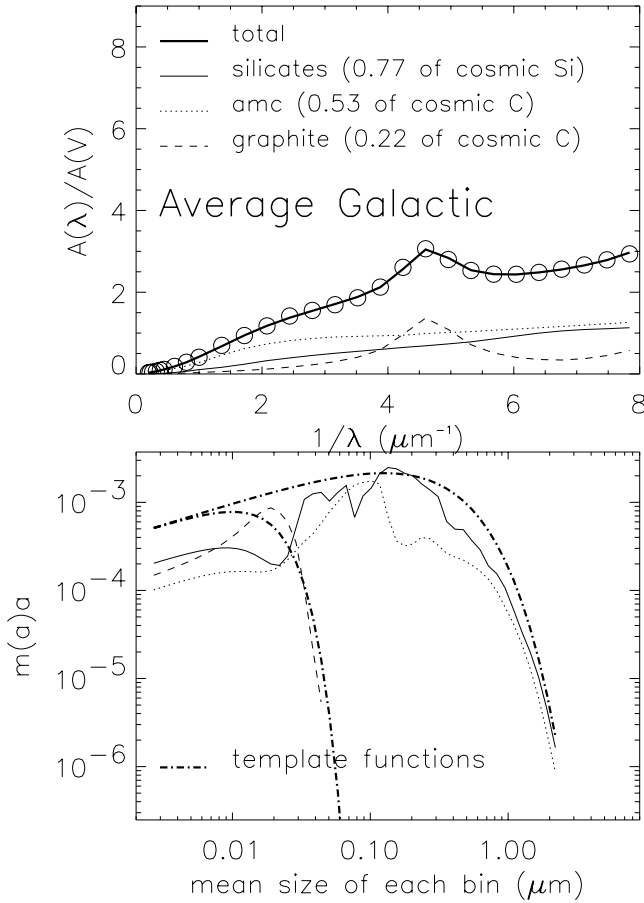 8
6
4
2
0
A(λ)/A(V)
total
silicates (0.77 of cosmic Si)
amc (0.53 of cosmic C)
graphite (0.22 of cosmic C)
Average Galactic
0 2 4 6 8
1/λ (μm⁻¹)
10⁻³
10⁻⁴
10⁻⁵
10⁻⁶
m(a)a
template functions
0.01 0.10 1.00
mean size of each bin (μm)